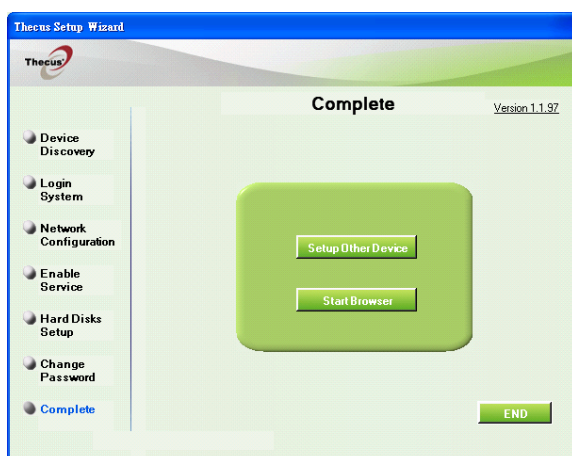 Thecus Setup Wizard
Thecus
Complete
Version 1.1.97
Device
Discovery
Login
System
Network
Configuration
Enable
Service
Hard Disks
Setup
Change
Password
Complete
Setup Other Device
Start Browser
END